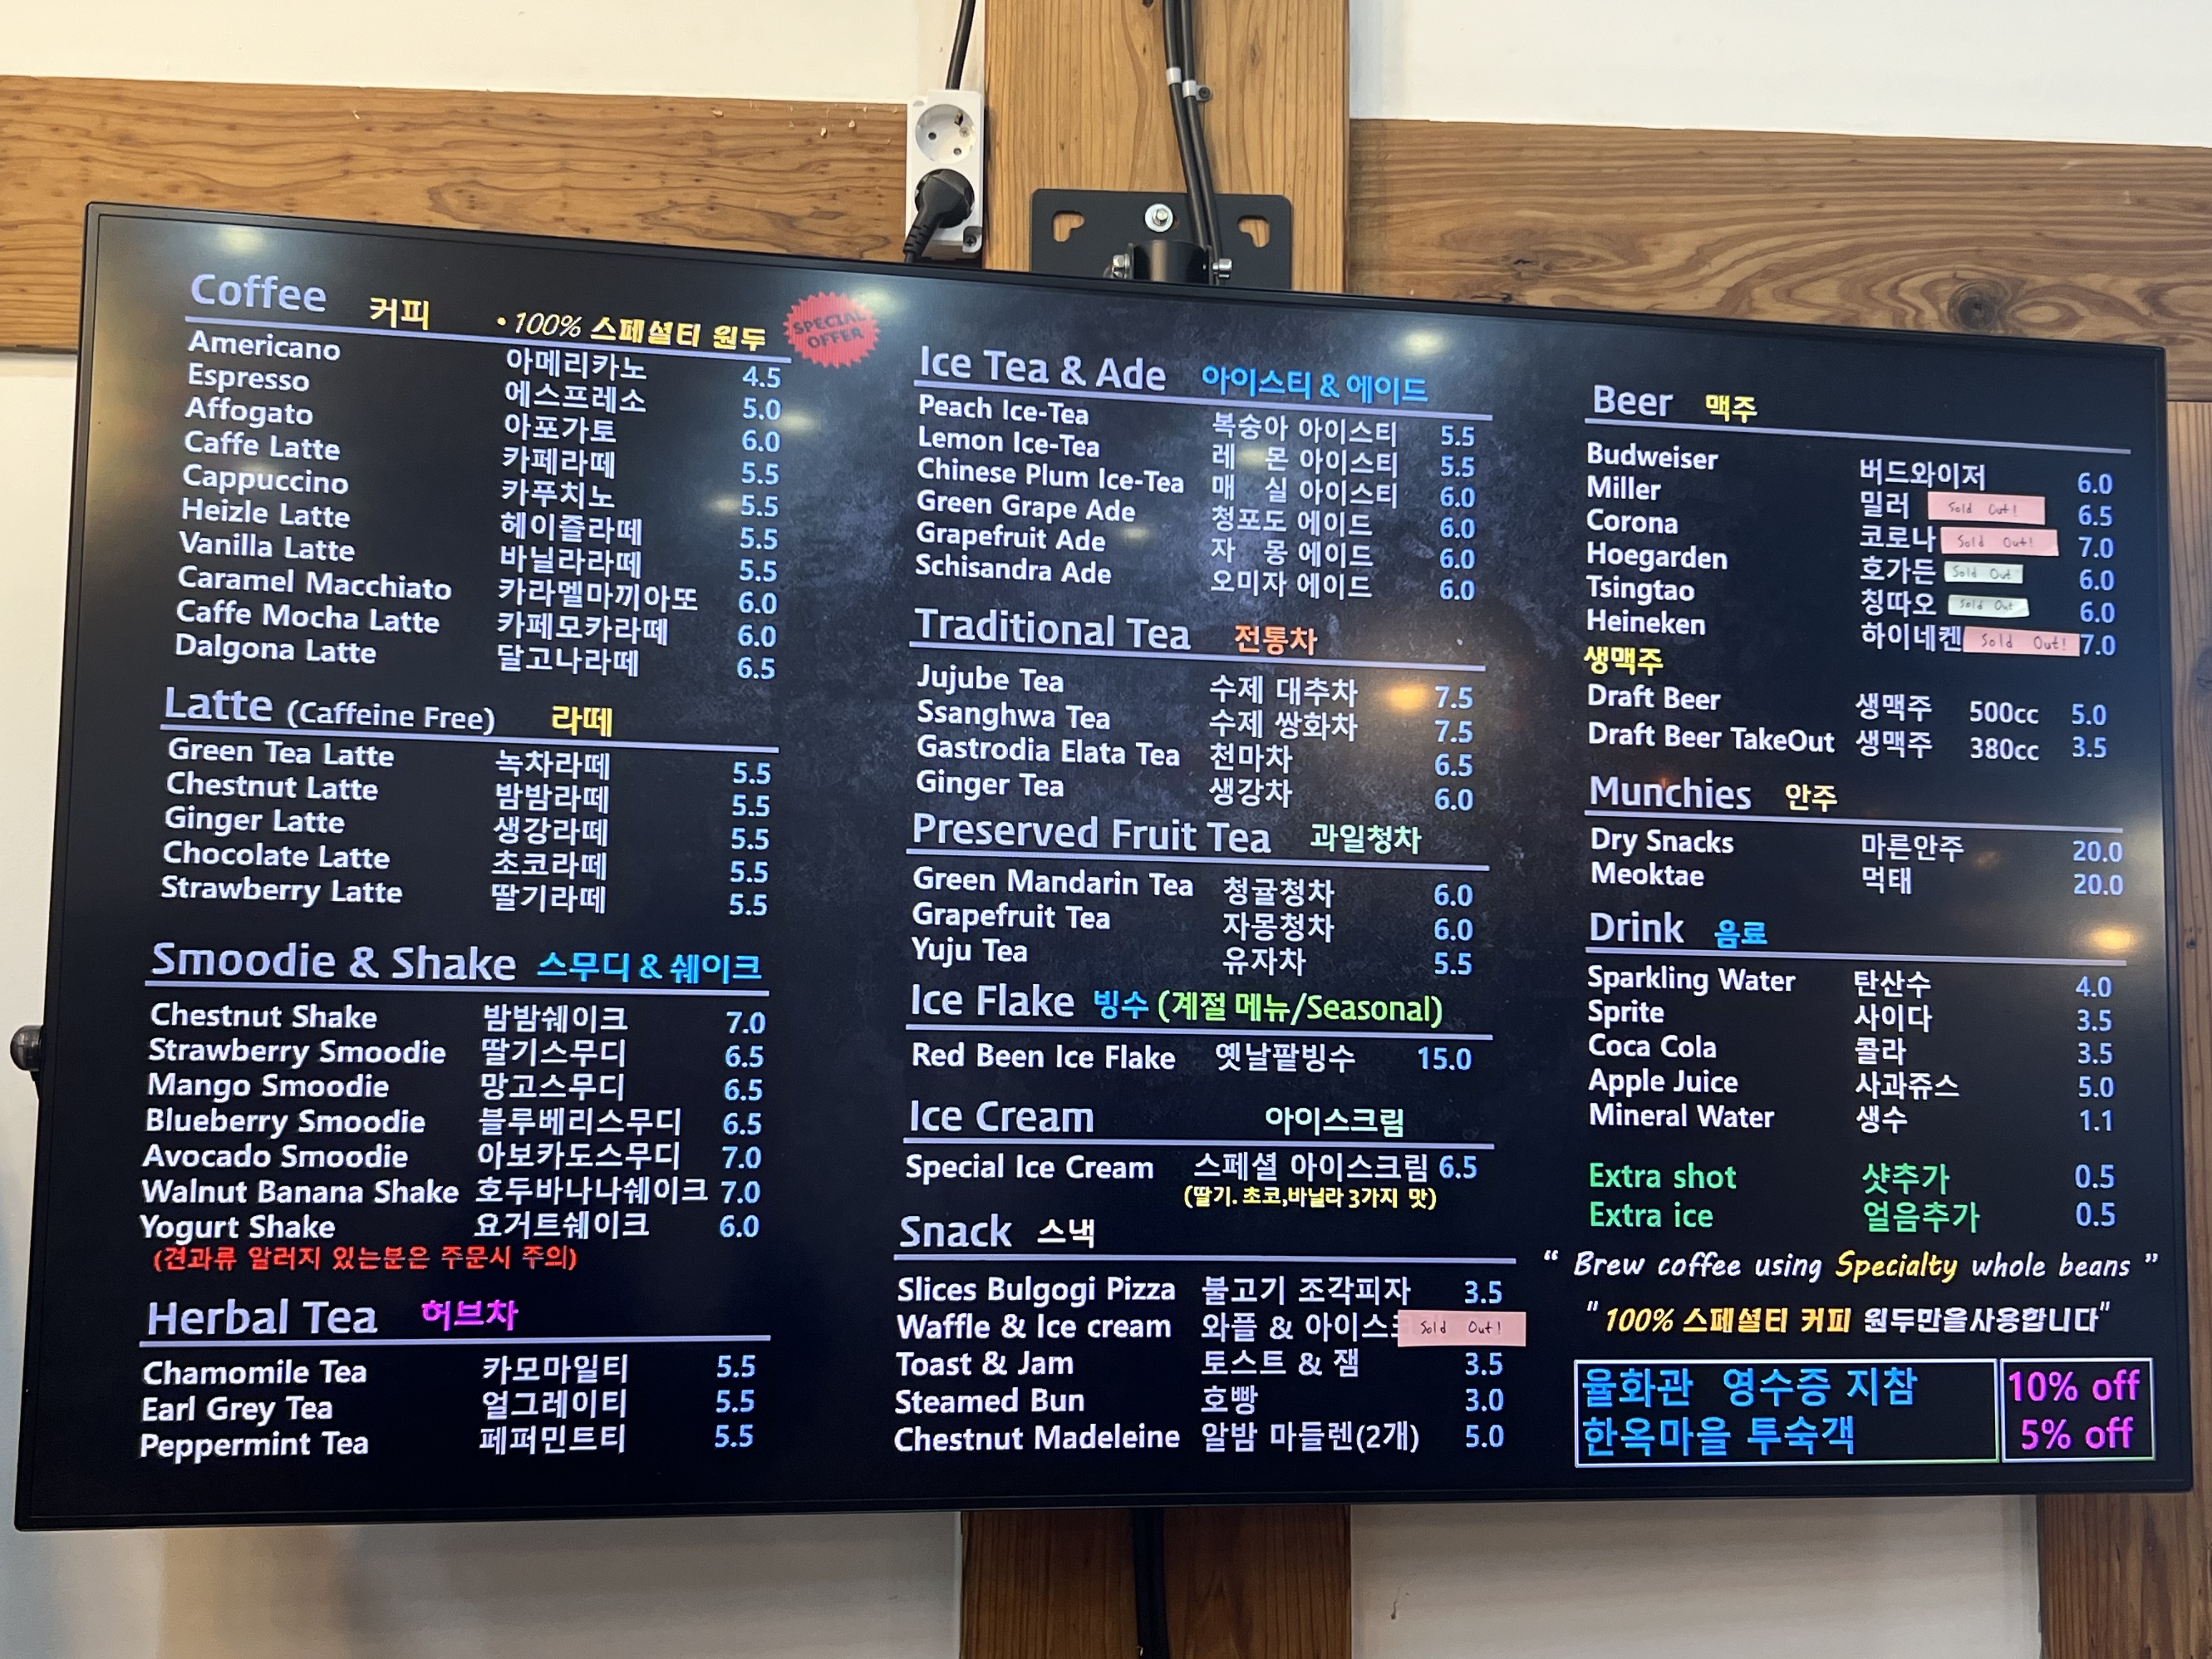 Coffee 커피 •100% 스페셜티 원두
SPECIAL OFFER
Americano 아메리카노 4.5
Espresso 에스프레소 5.0
Affogato 아포가토 6.0
Caffe Latte 카페라떼 5.5
Cappuccino 카푸치노 5.5
Heizle Latte 헤이즐라떼 5.5
Vanilla Latte 바닐라라떼 5.5
Caramel Macchiato 카라멜마끼아또 6.0
Caffe Mocha Latte 카페모카라떼 6.0
Dalgona Latte 달고나라떼 6.5
Latte (Caffeine Free) 라떼
Green Tea Latte 녹차라떼 5.5
Chestnut Latte 밤밤라떼 5.5
Ginger Latte 생강라떼 5.5
Chocolate Latte 초코라떼 5.5
Strawberry Latte 딸기라떼 5.5
Smoodie & Shake 스무디 & 쉐이크
Chestnut Shake 밤밤쉐이크 7.0
Strawberry Smoodie 딸기스무디 6.5
Mango Smoodie 망고스무디 6.5
Blueberry Smoodie 블루베리스무디 6.5
Avocado Smoodie 아보카도스무디 7.0
Walnut Banana Shake 호두바나나쉐이크 7.0
Yogurt Shake 요거트쉐이크 6.0
(견과류 알러지 있는분은 주문시 주의)
Herbal Tea 허브차
Chamomile Tea 카모마일티 5.5
Earl Grey Tea 얼그레이티 5.5
Peppermint Tea 페퍼민트티 5.5
Ice Tea & Ade 아이스티 & 에이드
Peach Ice-Tea 복숭아 아이스티 5.5
Lemon Ice-Tea 레 몬 아이스티 5.5
Chinese Plum Ice-Tea 매 실 아이스티 6.0
Green Grape Ade 청포도 에이드 6.0
Grapefruit Ade 자 몽 에이드 6.0
Schisandra Ade 오미자 에이드 6.0
Traditional Tea 전통차
Jujube Tea 수제 대추차 7.5
Ssanghwa Tea 수제 쌍화차 7.5
Gastrodia Elata Tea 천마차 6.5
Ginger Tea 생강차 6.0
Preserved Fruit Tea 과일청차
Green Mandarin Tea 청귤청차 6.0
Grapefruit Tea 자몽청차 6.0
Yuju Tea 유자차 5.5
Ice Flake 빙수 (계절 메뉴/Seasonal)
Red Been Ice Flake 옛날팥빙수 15.0
Ice Cream 아이스크림
Special Ice Cream 스페셜 아이스크림 6.5
(딸기. 초코,바닐라 3가지 맛)
Snack 스낵
Slices Bulgogi Pizza 불고기 조각피자 3.5
Waffle & Ice cream 와플 & 아이스 Sold Out!
Toast & Jam 토스트 & 잼 3.5
Steamed Bun 호빵 3.0
Chestnut Madeleine 알밤 마들렌(2개) 5.0
Beer 맥주
Budweiser 버드와이저 6.0
Miller 밀러 Sold Out! 6.5
Corona 코로나 Sold Out! 7.0
Hoegarden 호가든 Sold Out 6.0
Tsingtao 칭따오 Sold Out 6.0
Heineken 하이네켄 Sold Out! 7.0
생맥주
Draft Beer 생맥주 500cc 5.0
Draft Beer TakeOut 생맥주 380cc 3.5
Munchies 안주
Dry Snacks 마른안주 20.0
Meoktae 먹태 20.0
Drink 음료
Sparkling Water 탄산수 4.0
Sprite 사이다 3.5
Coca Cola 콜라 3.5
Apple Juice 사과쥬스 5.0
Mineral Water 생수 1.1
Extra shot 샷추가 0.5
Extra ice 얼음추가 0.5
“ Brew coffee using Specialty whole beans ”
"100% 스페셜티 커피 원두만을사용합니다"
율화관 영수증 지참 10% off
한옥마을 투숙객 5% off